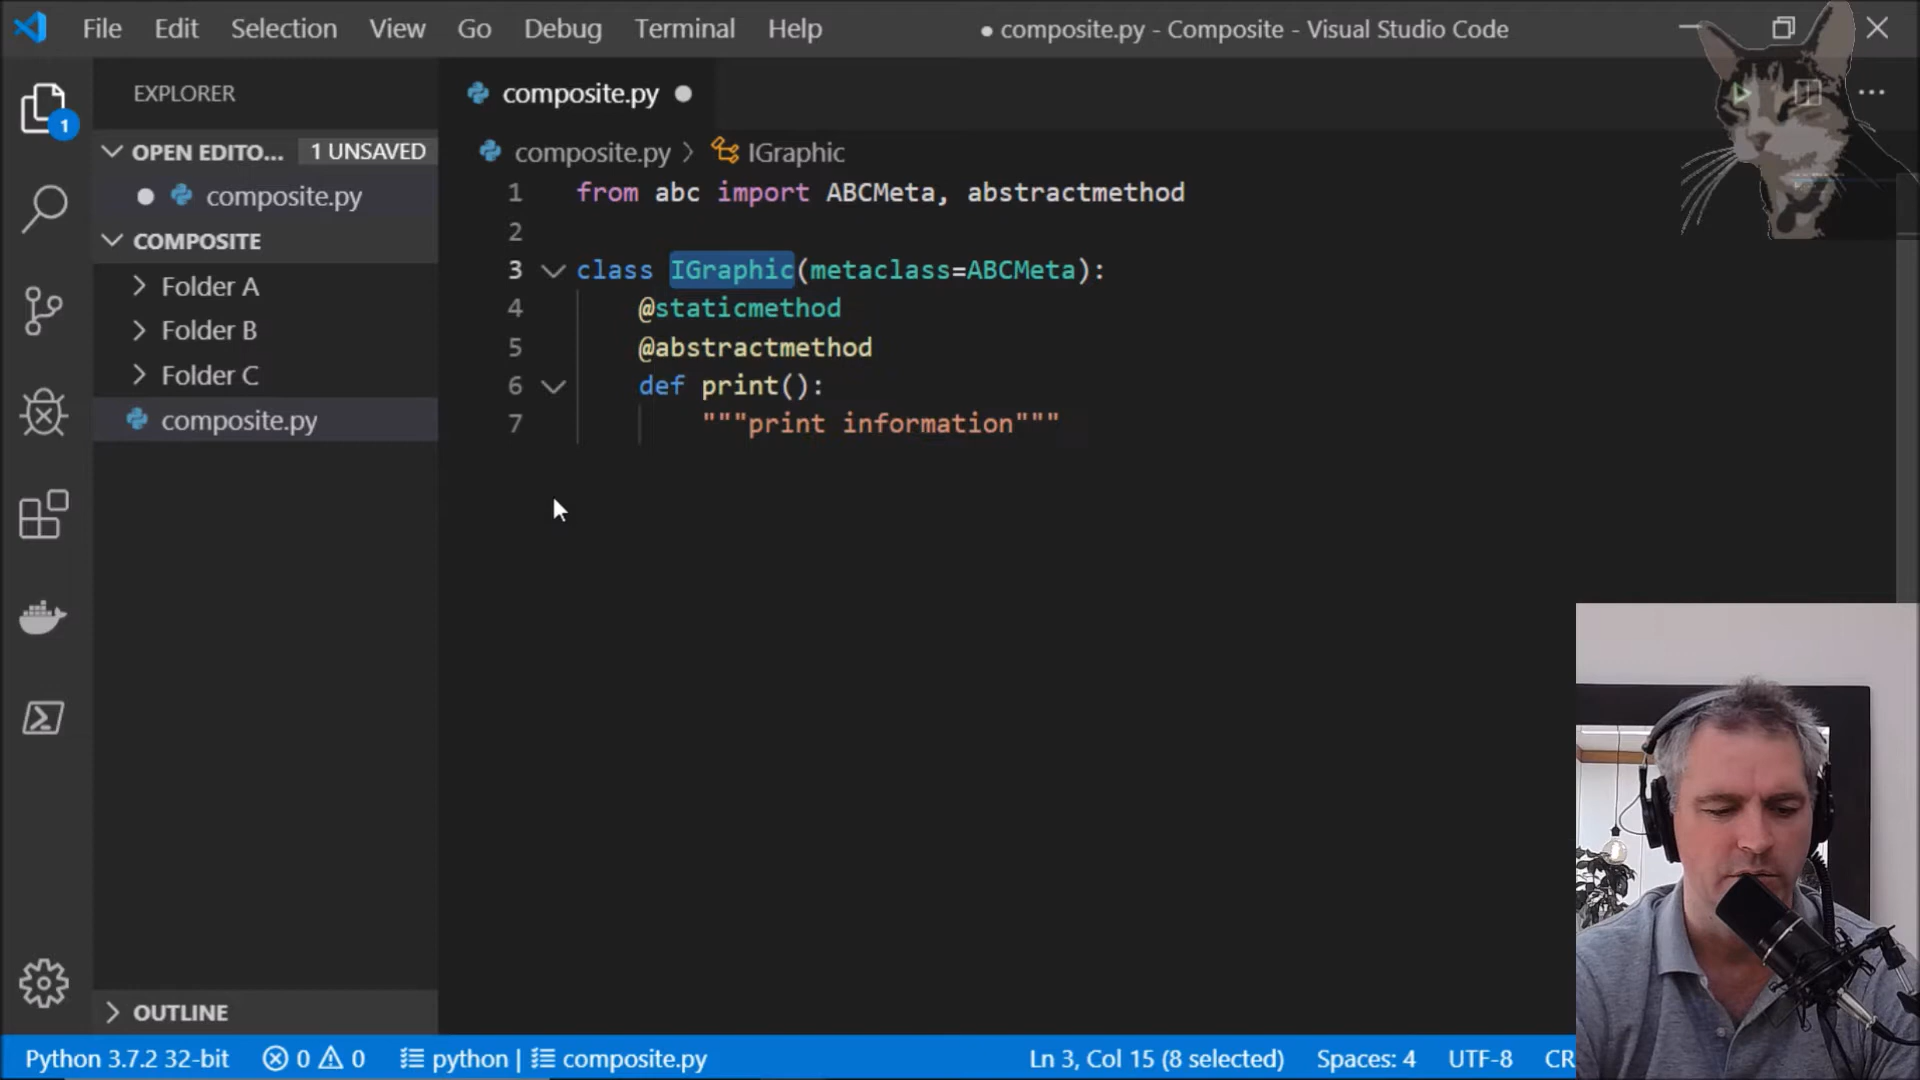 File Edit Selection View Go Debug Terminal Help ● composite.py - Composite - Visual Studio Code
EXPLORER
composite.py
1
OPEN EDITO... 1 UNSAVED
composite.py
COMPOSITE
Folder A
Folder B
Folder C
composite.py
OUTLINE
composite.py > IGraphic
1 from abc import ABCMeta, abstractmethod
2
3 class IGraphic(metaclass=ABCMeta):
4 @staticmethod
5 @abstractmethod
6 def print():
7 """print information"""
Python 3.7.2 32-bit 0 0 python | composite.py Ln 3, Col 15 (8 selected) Spaces: 4 UTF-8 CR